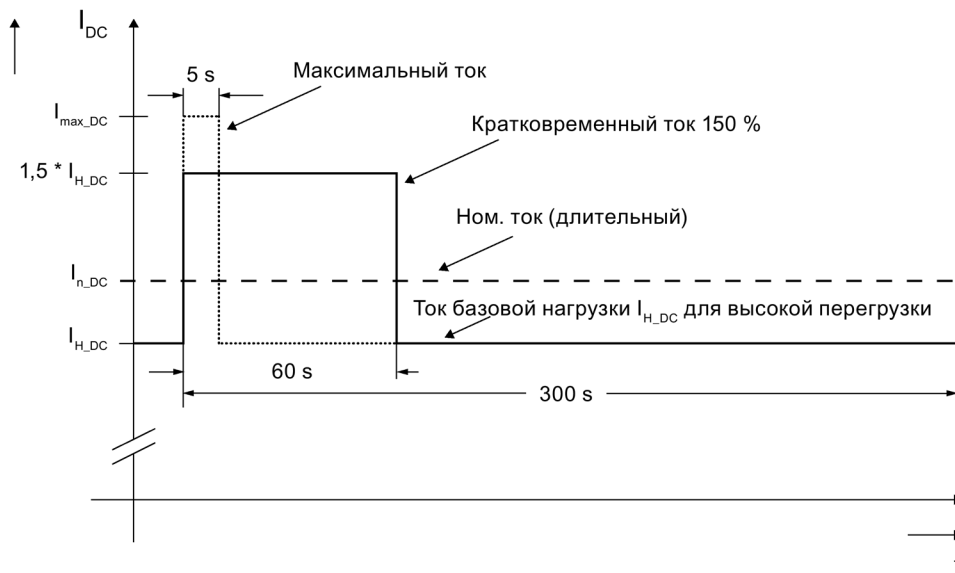 I_DC
5 s
Максимальный ток
I_max_DC
Кратковременный ток 150 %
1,5 * I_H_DC
Ном. ток (длительный)
I_n_DC
Ток базовой нагрузки I_H_DC для высокой перегрузки
I_H_DC
60 s
300 s